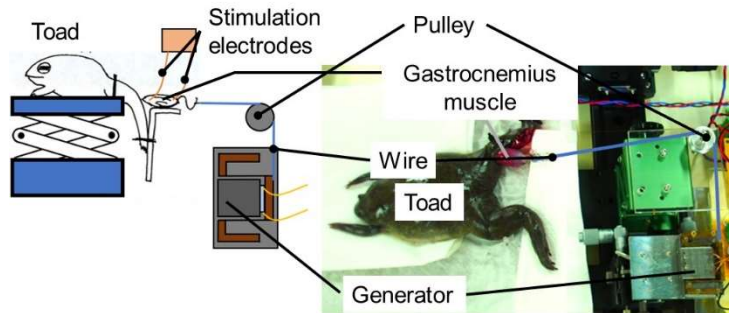 Toad
Stimulation
electrodes
Pulley
Gastrocnemius
muscle
Wire
Toad
Generator